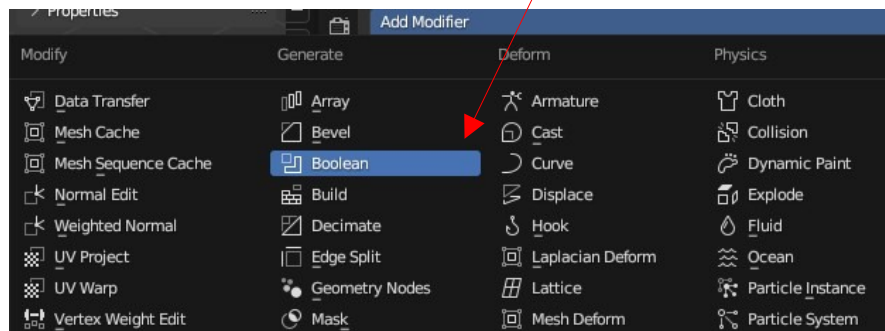 Properties
Add Modifier
Modify Generate Deform Physics
Data Transfer Array Armature Cloth
Mesh Cache Bevel Cast Collision
Mesh Sequence Cache Boolean Curve Dynamic Paint
Normal Edit Build Displace Explode
Weighted Normal Decimate Hook Fluid
UV Project Edge Split Laplacian Deform Ocean
UV Warp Geometry Nodes Lattice Particle Instance
Vertex Weight Edit Mask Mesh Deform Particle System